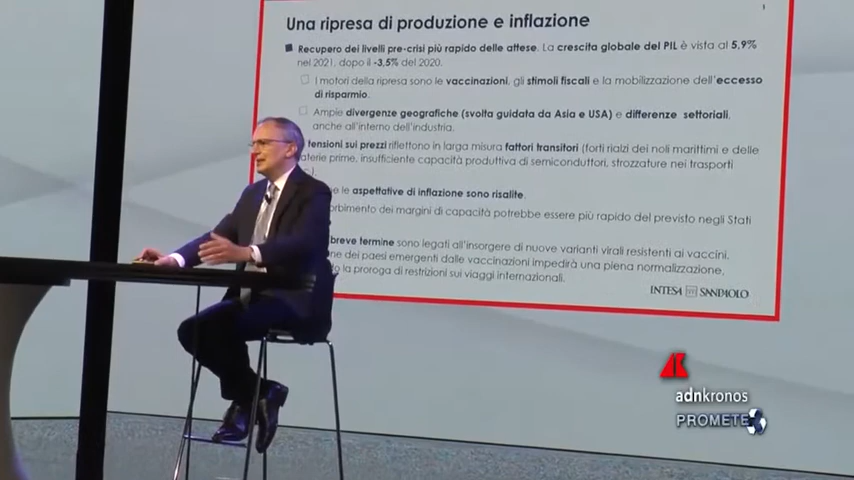 Una ripresa di produzione e inflazione
Recupero dei livelli pre-crisi più rapido delle attese. La crescita globale del PIL è vista al 5,9%
nel 2021, dopo il -3,5% del 2020.
I motori della ripresa sono le vaccinazioni, gli stimoli fiscali e la mobilizzazione dell'eccesso
di risparmio.
Ampie divergenze geografiche (svolta guidata da Asia e USA) e differenze settoriali,
anche all'interno dell'industria.
tensioni sui prezzi riflettono in larga misura fattori transitori (forti rialzi dei noli marittimi e delle
aterie prime, insufficiente capacità produttiva di semiconduttori, strozzature nei trasporti
e le aspettative di inflazione sono risalite.
orbimento dei margini di capacità potrebbe essere più rapido del previsto negli Stati
breve termine sono legati all'insorgere di nuove varianti virali resistenti ai vaccini.
ne dei paesi emergenti dalle vaccinazioni impedirà una piena normalizzazione,
o la proroga di restrizioni sui viaggi internazionali.
INTESA SANPAOLO
adnkronos
PROMETEO